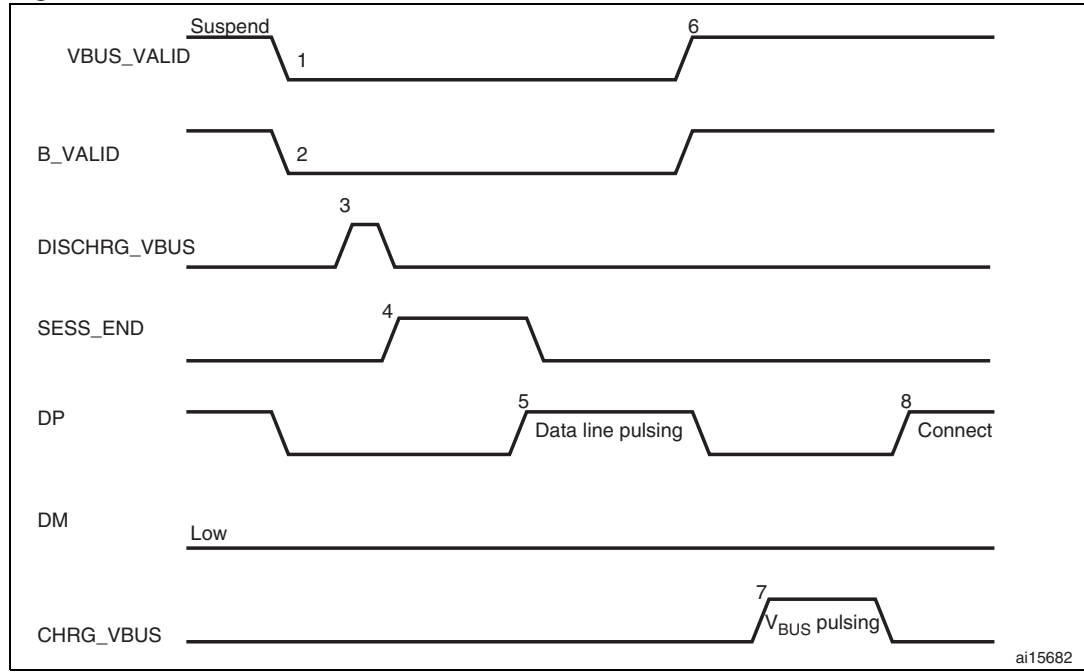 Suspend
6
VBUS_VALID
1
B_VALID
2
3
DISCHRG_VBUS
4
SESS_END
5
8
DP
Data line pulsing
Connect
DM
Low
7
VBUS pulsing
CHRG_VBUS
ai15682